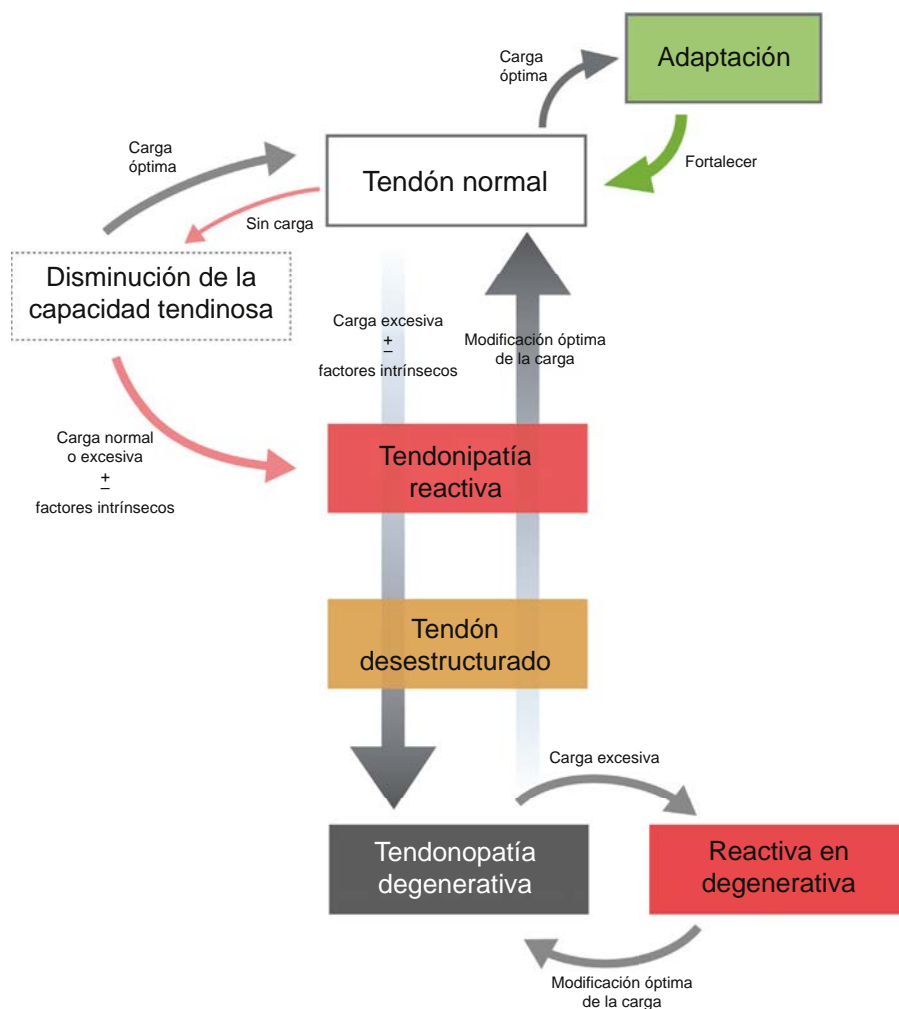 Adaptación
Carga
óptima
Fortalecer
Carga
óptima
Tendón normal
Sin carga
Disminución de la
capacidad tendinosa
Carga excesiva
±
factores intrínsecos
Modificación óptima
de la carga
Carga normal
o excesiva
±
factores intrínsecos
Tendonipatía
reactiva
Tendón
desestructurado
Carga excesiva
Tendonopatía
degenerativa
Reactiva en
degenerativa
Modificación óptima
de la carga